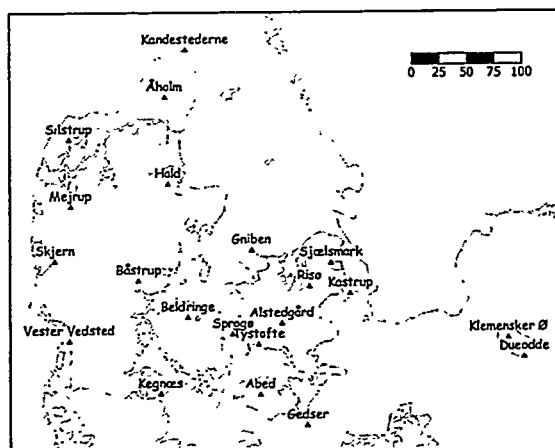 Kandestederne
0 25 50 75 100
Åholm
Silstrup
Hald
Mejrup
Gniben
Skjern
Sjælsmark
Båstrup
Risø
Kastrup
Beldringe
Alstedgård
Sprogø
Tystofte
Vester Vedsted
Klemensker Ø
Dueodde
Kegnæs
Abed
Gedser